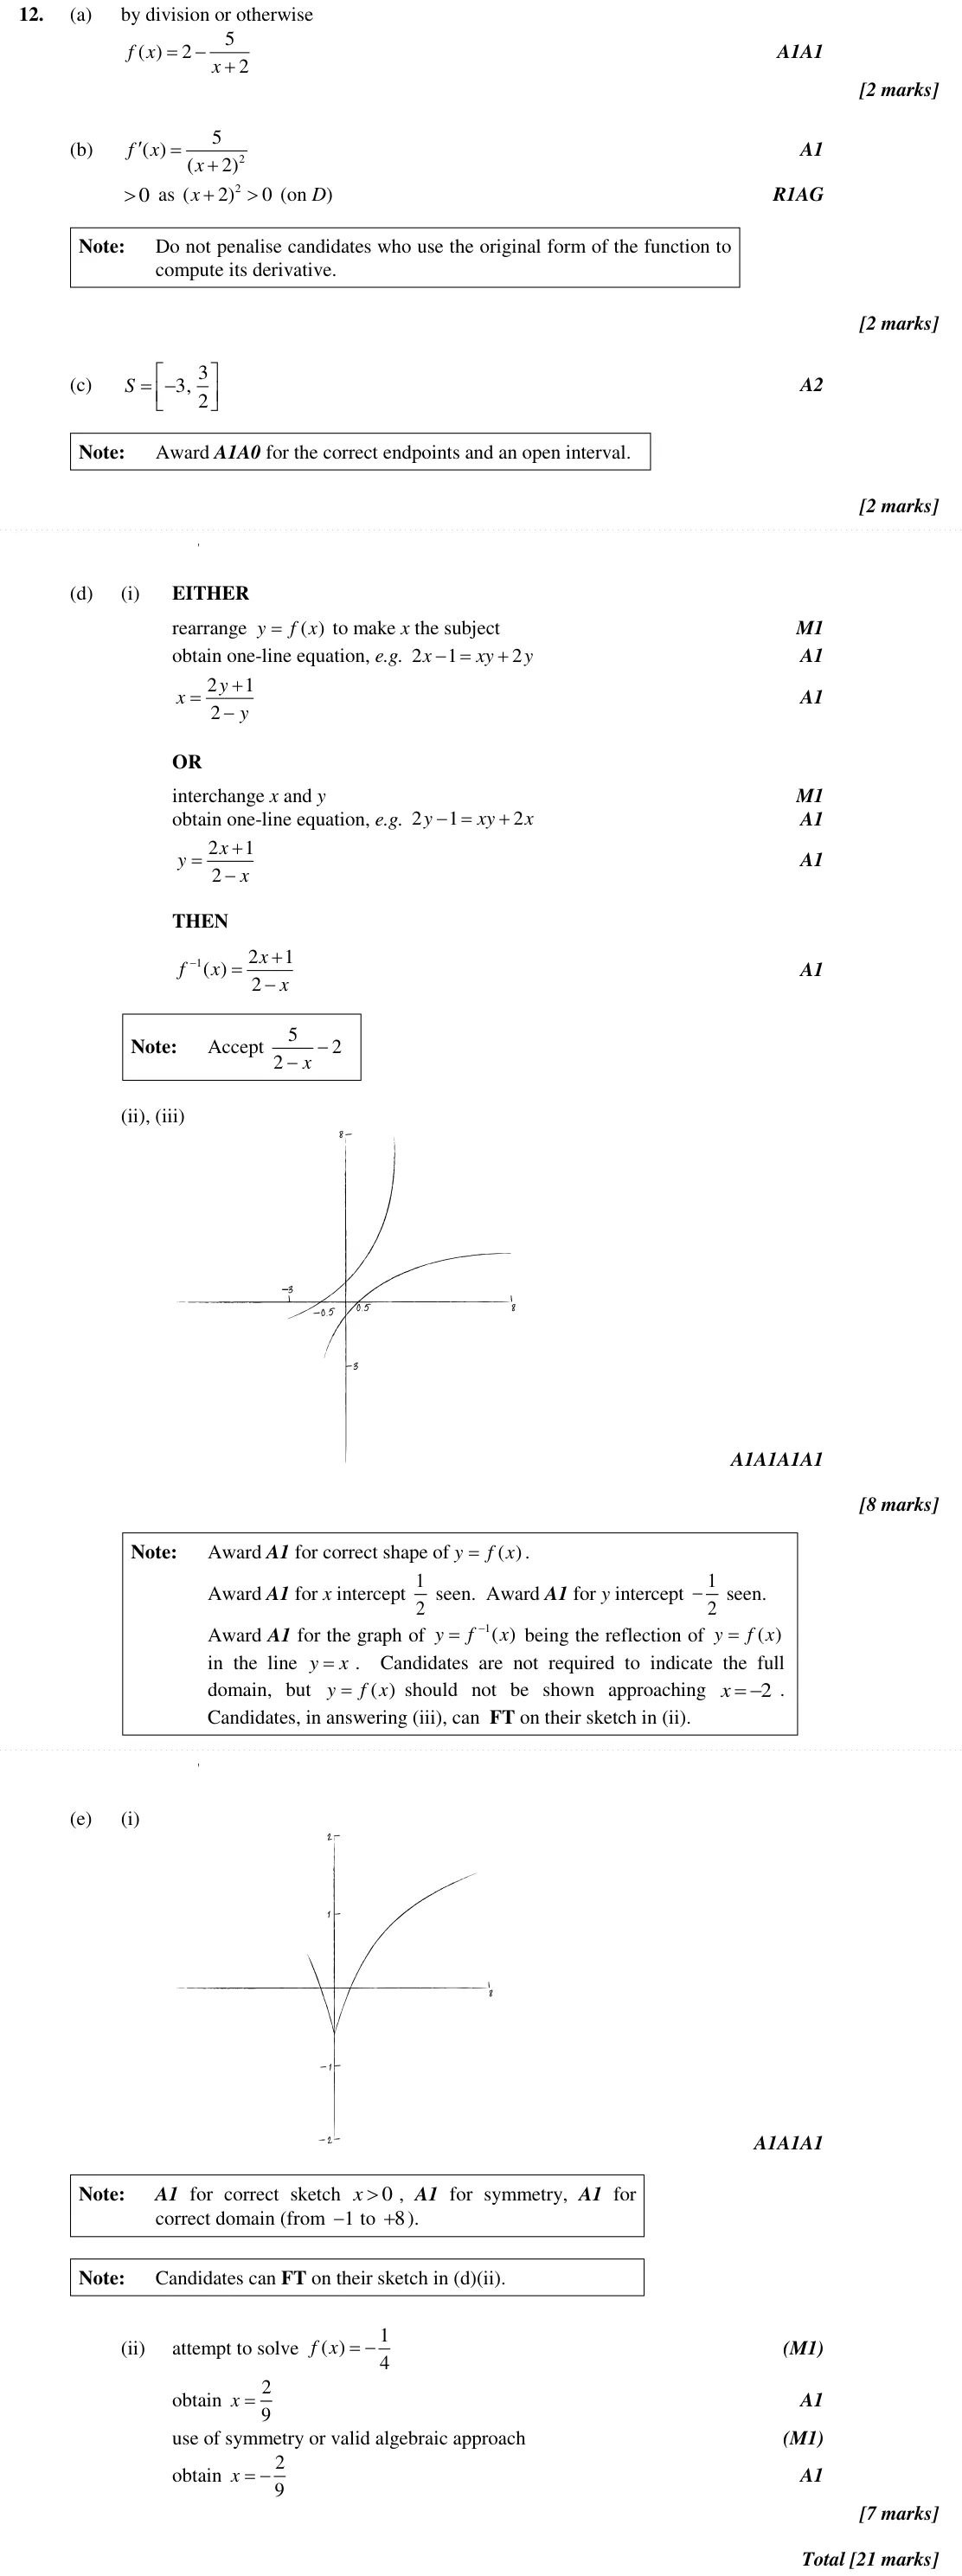 12. (a) by division or otherwise
f(x) = 2 − 5/(x + 2) A1A1
[2 marks]
(b) f′(x) = 5/(x + 2)² A1
> 0 as (x + 2)² > 0 (on D) R1AG
Note: Do not penalise candidates who use the original form of the function to
compute its derivative.
[2 marks]
(c) S = [−3, 3/2] A2
Note: Award A1A0 for the correct endpoints and an open interval.
[2 marks]
(d) (i) EITHER
rearrange y = f(x) to make x the subject M1
obtain one-line equation, e.g. 2x − 1 = xy + 2y A1
x = (2y + 1)/(2 − y) A1
OR
interchange x and y M1
obtain one-line equation, e.g. 2y − 1 = xy + 2x A1
y = (2x + 1)/(2 − x) A1
THEN
f⁻¹(x) = (2x + 1)/(2 − x) A1
Note: Accept 5/(2 − x) − 2
(ii), (iii)
8
−3
−0.5 0.5 8
−3
A1A1A1A1
[8 marks]
Note: Award A1 for correct shape of y = f(x).
Award A1 for x intercept 1/2 seen. Award A1 for y intercept −1/2 seen.
Award A1 for the graph of y = f⁻¹(x) being the reflection of y = f(x)
in the line y = x. Candidates are not required to indicate the full
domain, but y = f(x) should not be shown approaching x = −2.
Candidates, in answering (iii), can FT on their sketch in (ii).
(e) (i)
2
1
8
−1
−2
A1A1A1
Note: A1 for correct sketch x > 0, A1 for symmetry, A1 for
correct domain (from −1 to +8).
Note: Candidates can FT on their sketch in (d)(ii).
(ii) attempt to solve f(x) = −1/4 (M1)
obtain x = 2/9 A1
use of symmetry or valid algebraic approach (M1)
obtain x = −2/9 A1
[7 marks]
Total [21 marks]